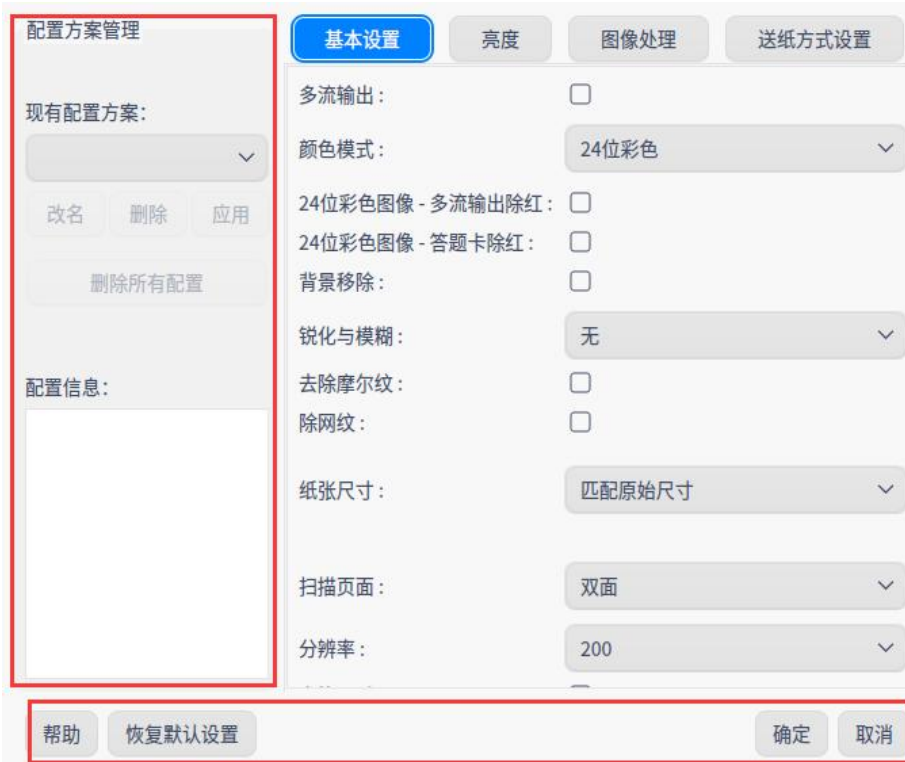 配置方案管理
现有配置方案：
改名 删除 应用
删除所有配置
配置信息：
基本设置 亮度 图像处理 送纸方式设置
多流输出：
颜色模式： 24位彩色
24位彩色图像 - 多流输出除红：
24位彩色图像 - 答题卡除红：
背景移除：
锐化与模糊： 无
去除摩尔纹：
除网纹：
纸张尺寸： 匹配原始尺寸
扫描页面： 双面
分辨率： 200
帮助 恢复默认设置 确定 取消